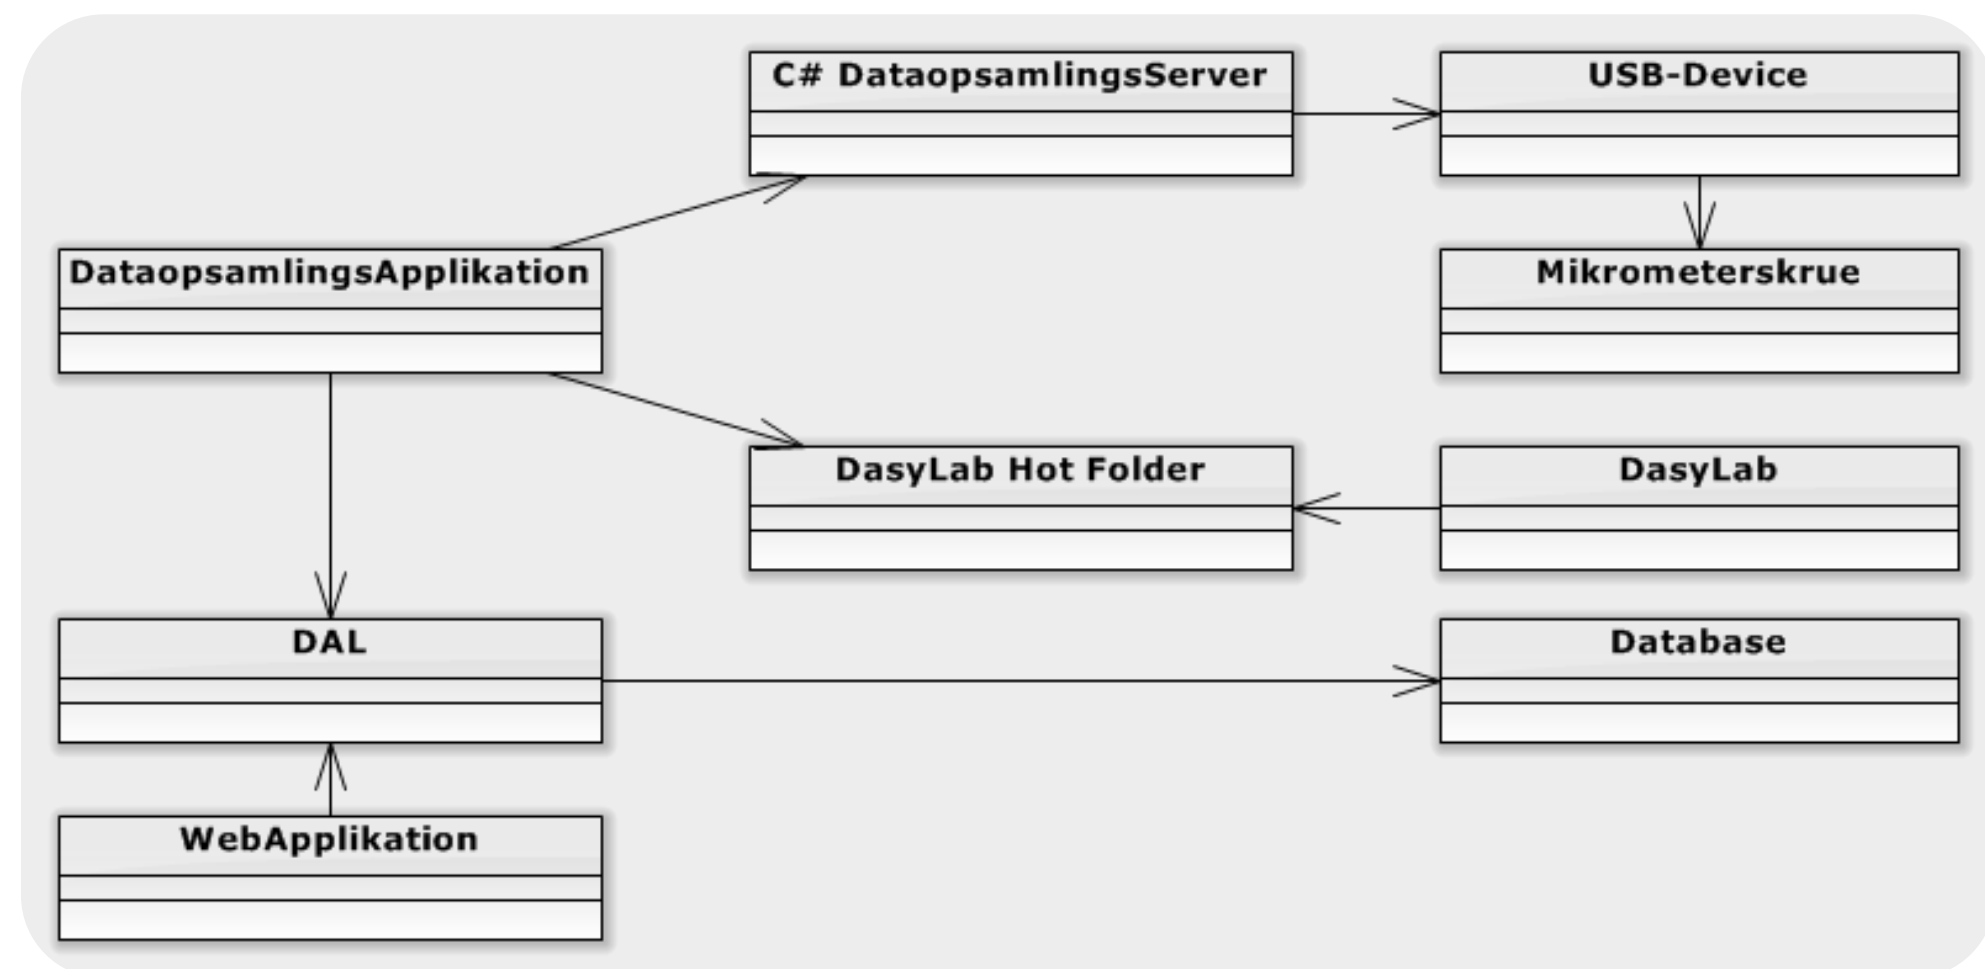 C# DataopsamlingsServer
USB-Device
DataopsamlingsApplikation
Mikrometerskrue
DasyLab Hot Folder
DasyLab
DAL
Database
WebApplikation